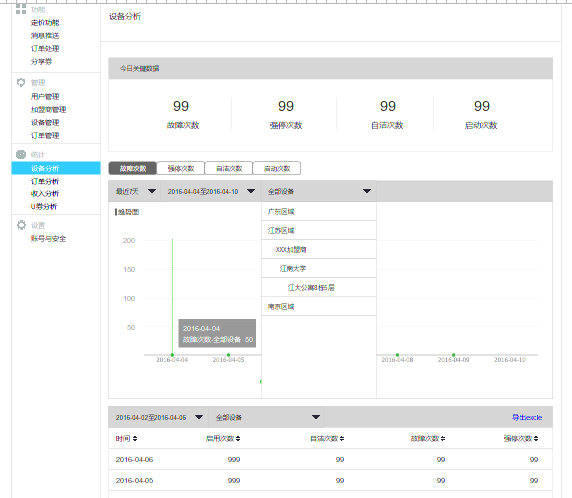 功能
定价功能
消息推送
订单处理
分享券
管理
用户管理
加盟商管理
设备管理
订单管理
统计
设备分析
订单分析
收入分析
U券分析
设置
账号与安全
设备分析
今日关键数据
99 99 99 99
故障次数 强停次数 自洁次数 启动次数
故障次数 强停次数 自洁次数 启动次数
最近7天 2016-04-04至2016-04-10 全部设备
趋势图
广东区域
江苏区域
XXX加盟商
江南大学
江大公寓8栋5层
南京区域
200
150
100
50
2016-04-04
故障次数-全部设备 50
2016-04-04 2016-04-05 2016-04-08 2016-04-09 2016-04-10
2016-04-02至2016-04-06 全部设备 导出excle
时间 启用次数 自洁次数 故障次数 强停次数
2016-04-06 999 99 99 99
2016-04-05 999 99 99 99